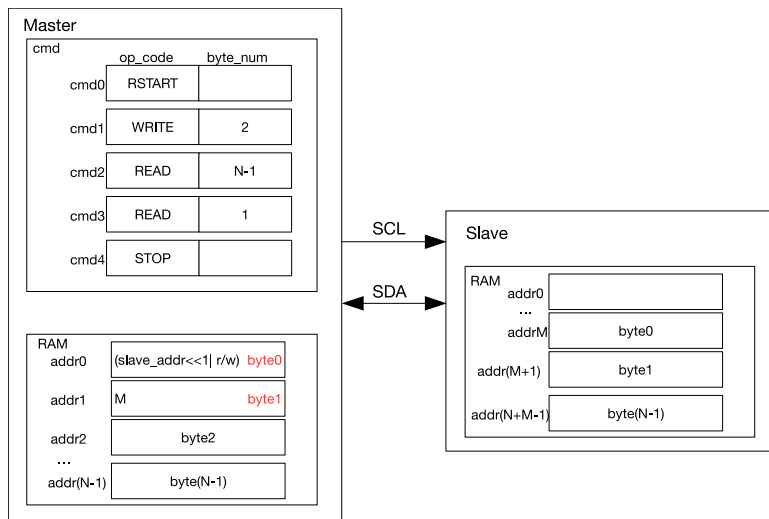 Master
cmd
op_code byte_num
cmd0 RSTART
cmd1 WRITE 2
cmd2 READ N-1
cmd3 READ 1
cmd4 STOP
RAM
addr0 (slave_addr<<1| r/w) byte0
addr1 M byte1
addr2 byte2
...
addr(N-1) byte(N-1)
SCL
SDA
Slave
RAM
addr0
...
addrM byte0
addr(M+1) byte1
addr(N+M-1) byte(N-1)